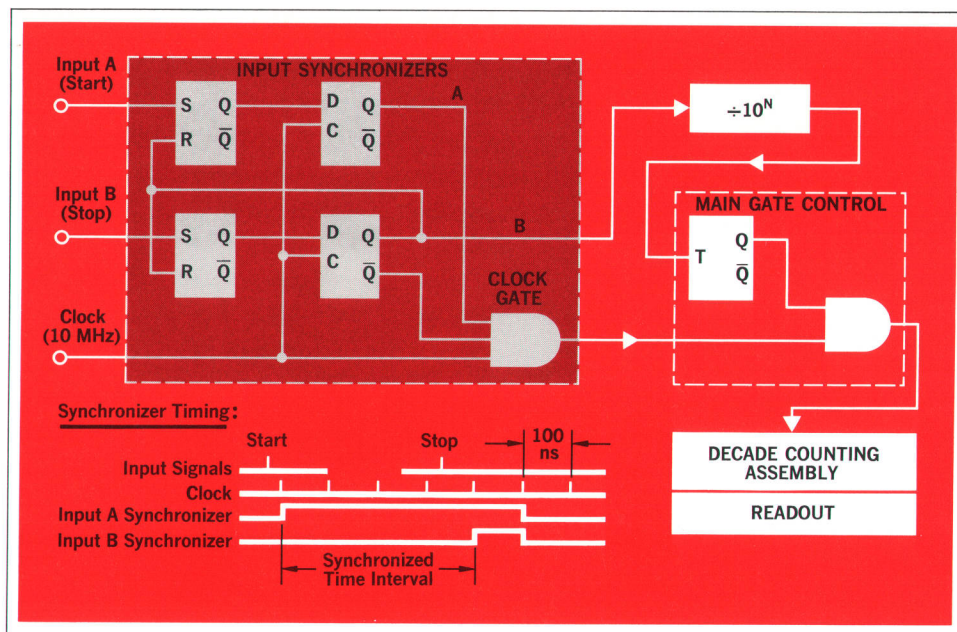 INPUT SYNCHRONIZERS
Input A
(Start)
S Q
R Q̅
D Q
C Q̅
A
÷10ᴺ
Input B
(Stop)
S Q
R Q̅
D Q
C Q̅
B
MAIN GATE CONTROL
T Q
Q̅
CLOCK
GATE
Clock
(10 MHz)
Synchronizer Timing:
Start
Stop
100
ns
Input Signals
Clock
Input A Synchronizer
Input B Synchronizer
Synchronized
Time Interval
DECADE COUNTING
ASSEMBLY
READOUT